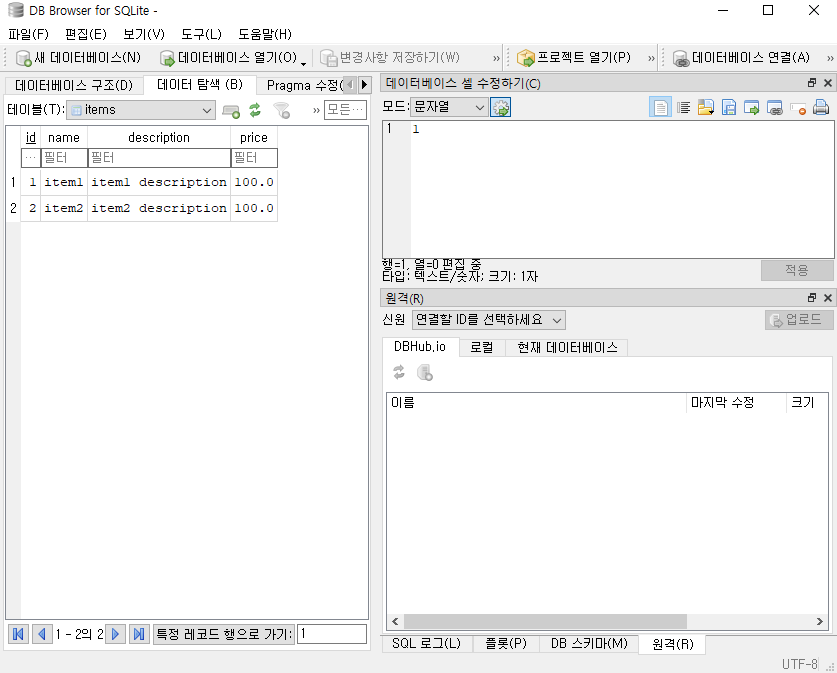 DB Browser for SQLite -
파일(F) 편집(E) 보기(V) 도구(L) 도움말(H)
새 데이터베이스(N) 데이터베이스 열기(O) 변경사항 저장하기(W) » 프로젝트 열기(P) » 데이터베이스 연결(A) »
데이터베이스 구조(D) 데이터 탐색 (B) Pragma 수정(
테이블(T): items » 모든…
id name description price
… 필터 필터 필터
1 1 item1 item1 description 100.0
2 2 item2 item2 description 100.0
1 - 2의 2 특정 레코드 행으로 가기: 1
데이터베이스 셀 수정하기(C)
모드: 문자열
1 1
행=1, 열=0 편집 중
타입: 텍스트/숫자; 크기: 1자
적용
원격(R)
신원 연결할 ID를 선택하세요 업로드
DBHub.io 로컬 현재 데이터베이스
이름 마지막 수정 크기
SQL 로그(L) 플롯(P) DB 스키마(M) 원격(R)
UTF-8